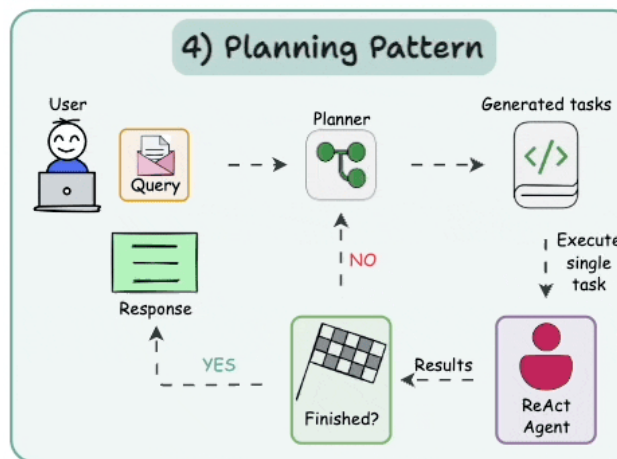 4) Planning Pattern
User
Query
Planner
Generated tasks
</>
Execute
single
task
NO
Response
YES
Finished?
Results
ReAct
Agent